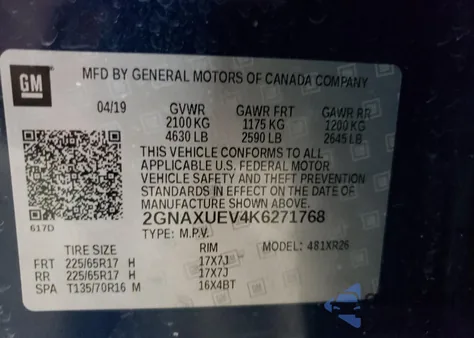 GM
MFD BY GENERAL MOTORS OF CANADA COMPANY
04/19 GVWR GAWR FRT GAWR RR
2100 KG 1175 KG 1200 KG
4630 LB 2590 LB 2645 LB
THIS VEHICLE CONFORMS TO ALL
APPLICABLE U.S. FEDERAL MOTOR
VEHICLE SAFETY AND THEFT PREVENTION
STANDARDS IN EFFECT ON THE DATE OF
MANUFACTURE SHOWN ABOVE.
617D
2GNAXUEV4K6271768
TYPE: M.P.V. MODEL: 481XR26
TIRE SIZE RIM
FRT 225/65R17 H 17X7J
RR 225/65R17 H 17X7J
SPA T135/70R16 M 16X4BT